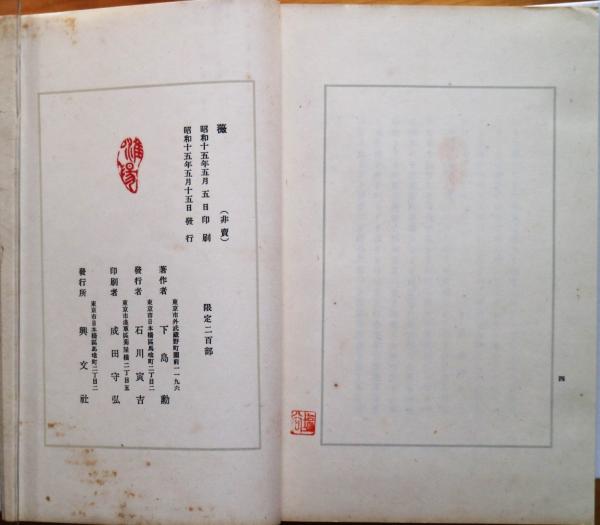 四
薇 (非賣)
昭和十五年五月 五 日 印 刷
昭和十五年五月十五日 發 行
限定二百部
東京市外武藏野町關前一一九六
著作者 下島勳
東京市日本橋區馬喰町二丁目二
發行者 石川寅吉
印刷者 成田守弘
東京市日本橋區馬喰町二丁目二
發行所 興文社